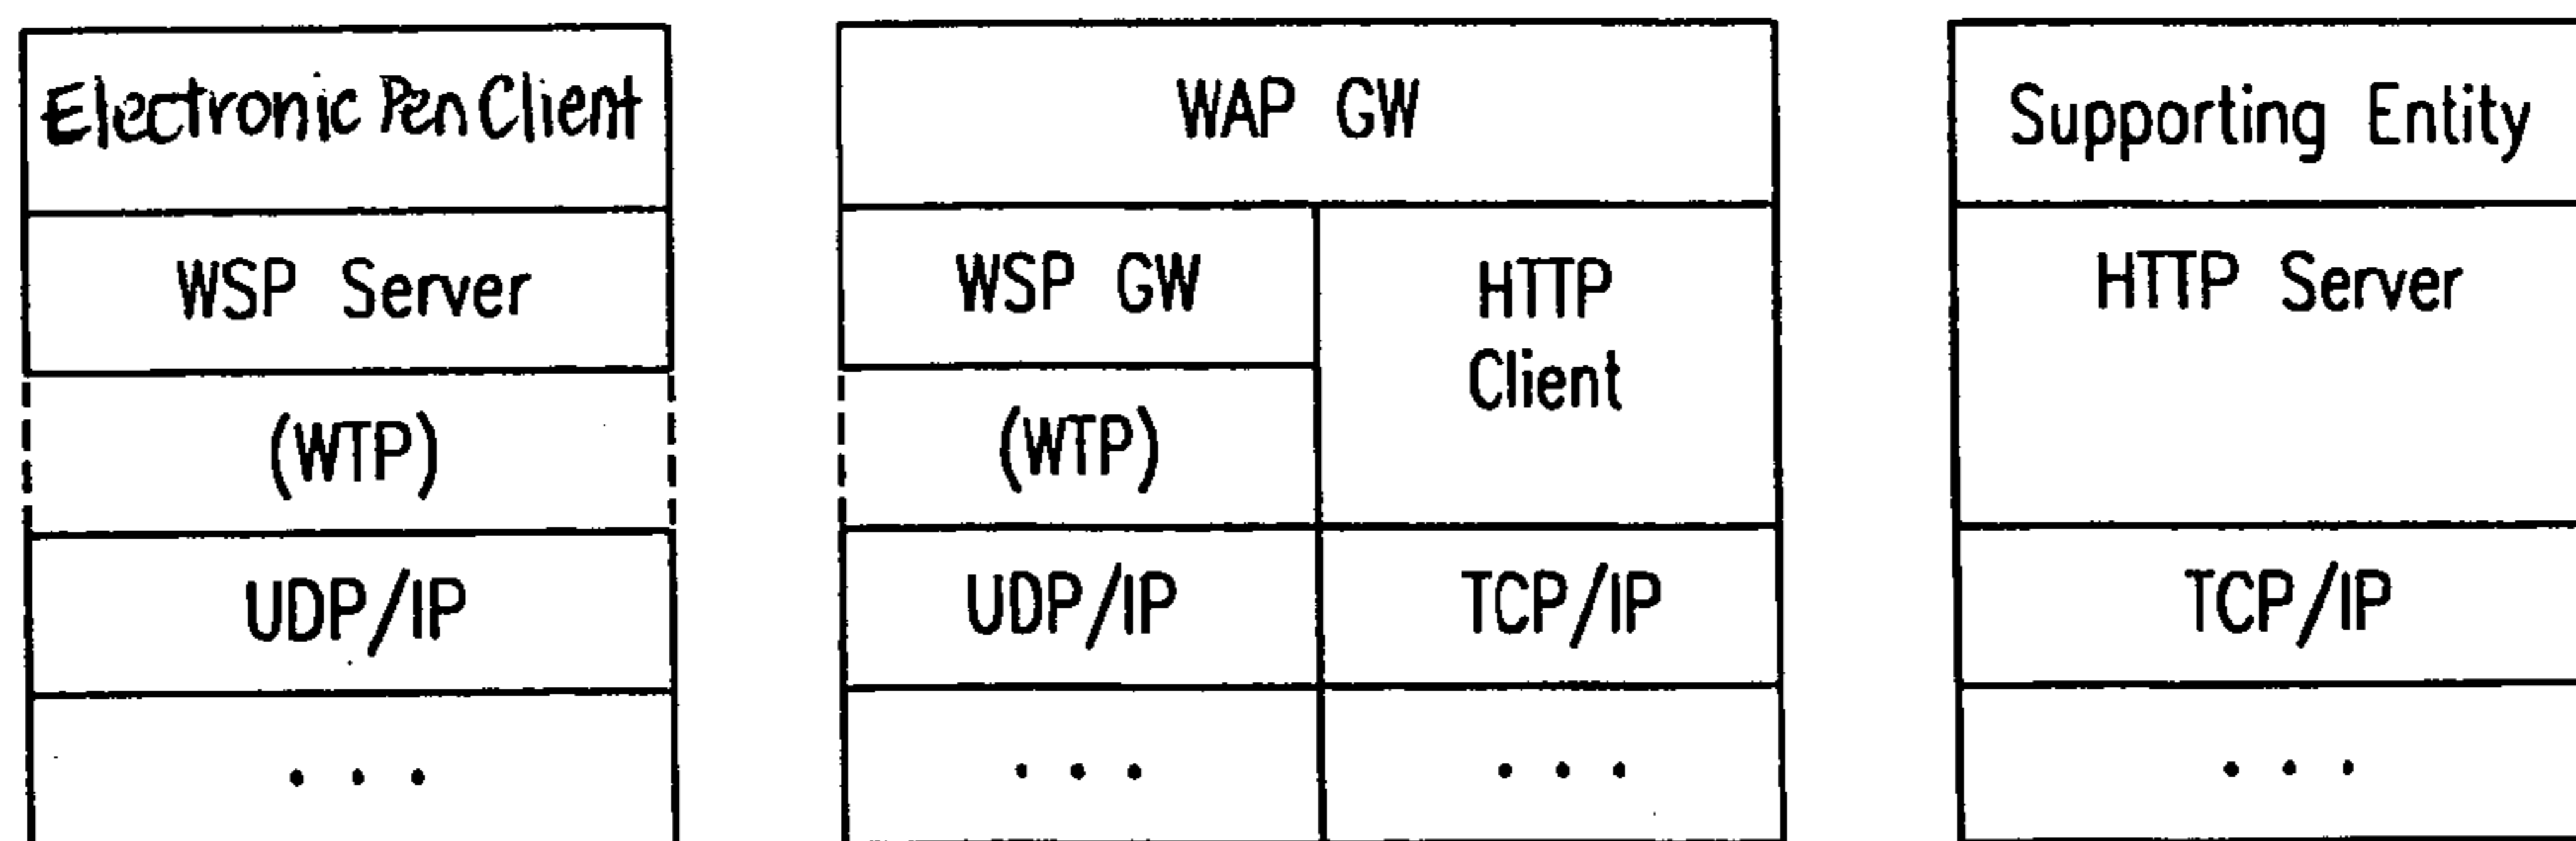 Electronic Pen Client
WSP Server
(WTP)
UDP/IP
. . .
WAP GW
WSP GW
(WTP)
UDP/IP
. . .
HTTP
Client
TCP/IP
. . .
Supporting Entity
HTTP Server
TCP/IP
. . .